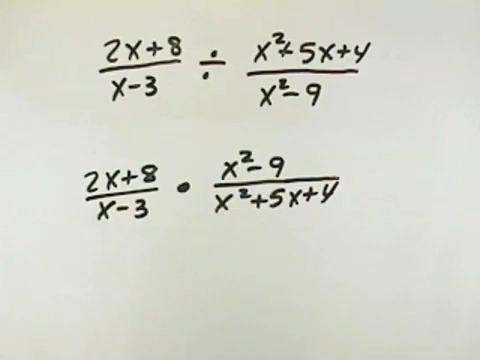 2x+8 ÷ x²+5x+4
x-3 x²-9
2x+8 • x²-9
x-3 x²+5x+4